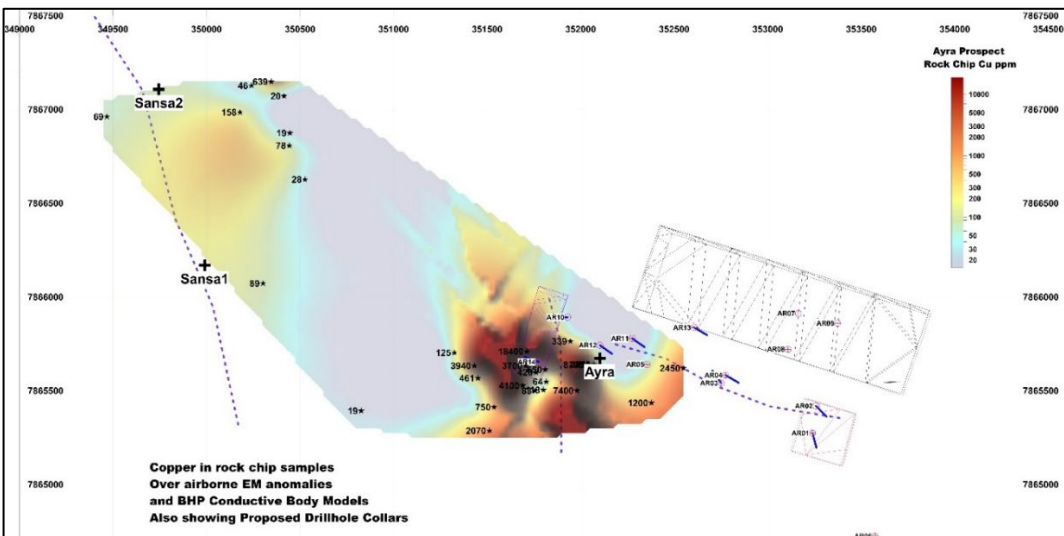 7867500
7867500
349000 349500 350000 350500 351000 351500 352000 352500 353000 353500 354000 354500
Ayra Prospect
Rock Chip Cu ppm
10000
5000
3000
2000
1000
500
300
200
100
50
30
20
46
639
Sansa2
20
7867000
7867000
69
158
19
78
28
7866500
7866500
Sansa1
89
7866000
7866000
AR10
AR13
AR07
AR09
AR11
AR12
339
AR08
125
18400
3940
Ayra
AR05
2450
461
64
AR04
7865500
7865500
4100
7400
AR03
19
750
1200
AR02
2070
AR01
Copper in rock chip samples
Over airborne EM anomalies
and BHP Conductive Body Models
Also showing Proposed Drillhole Collars
7865000
7865000